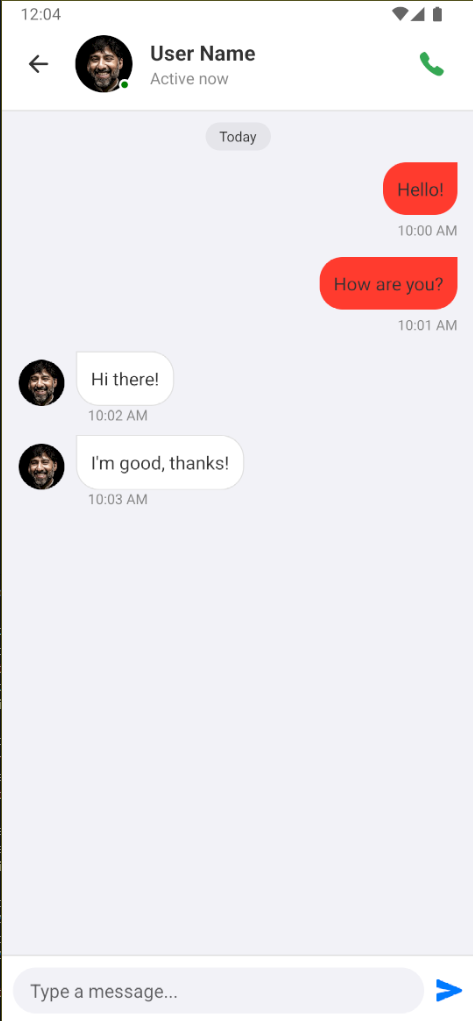 12:04
User Name
Active now
Today
Hello!
10:00 AM
How are you?
10:01 AM
Hi there!
10:02 AM
I'm good, thanks!
10:03 AM
Type a message...